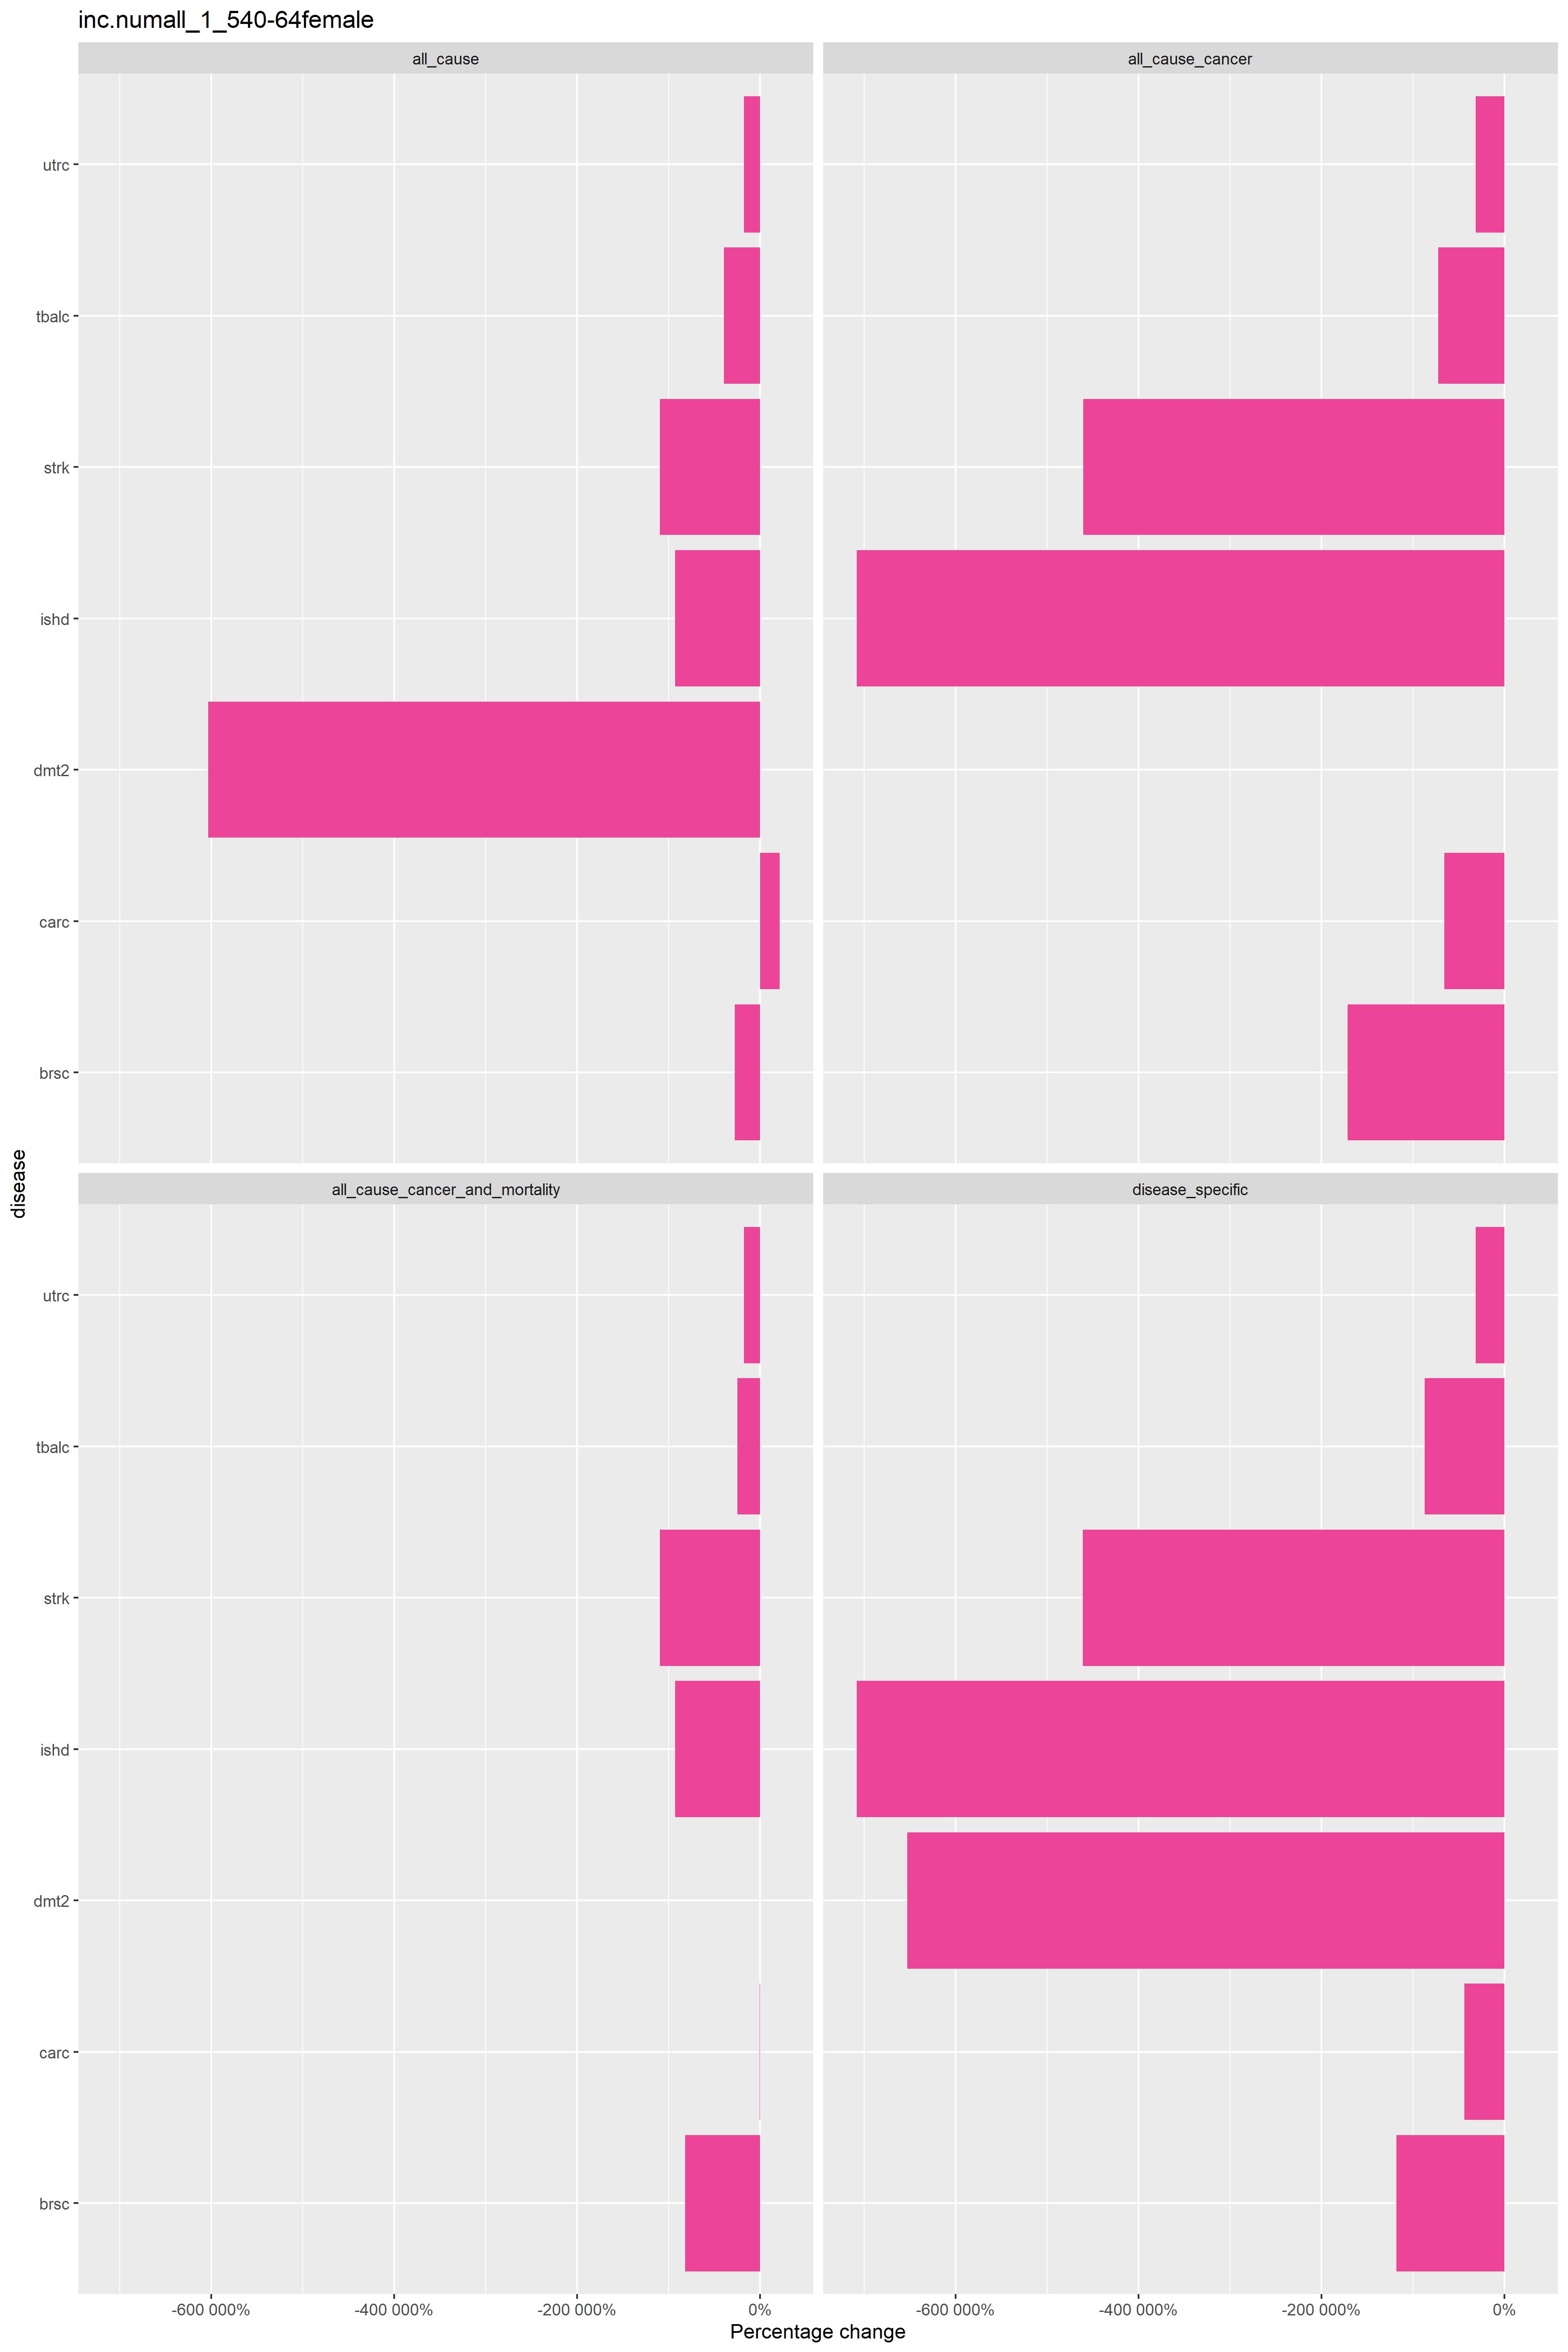 inc.numall_1_540-64female
all_cause
all_cause_cancer
utrc
tbalc
strk
ishd
dmt2
carc
brsc
disease
all_cause_cancer_and_mortality
disease_specific
utrc
tbalc
strk
ishd
dmt2
carc
brsc
-600 000%
-400 000%
-200 000%
0%
-600 000%
-400 000%
-200 000%
0%
Percentage change